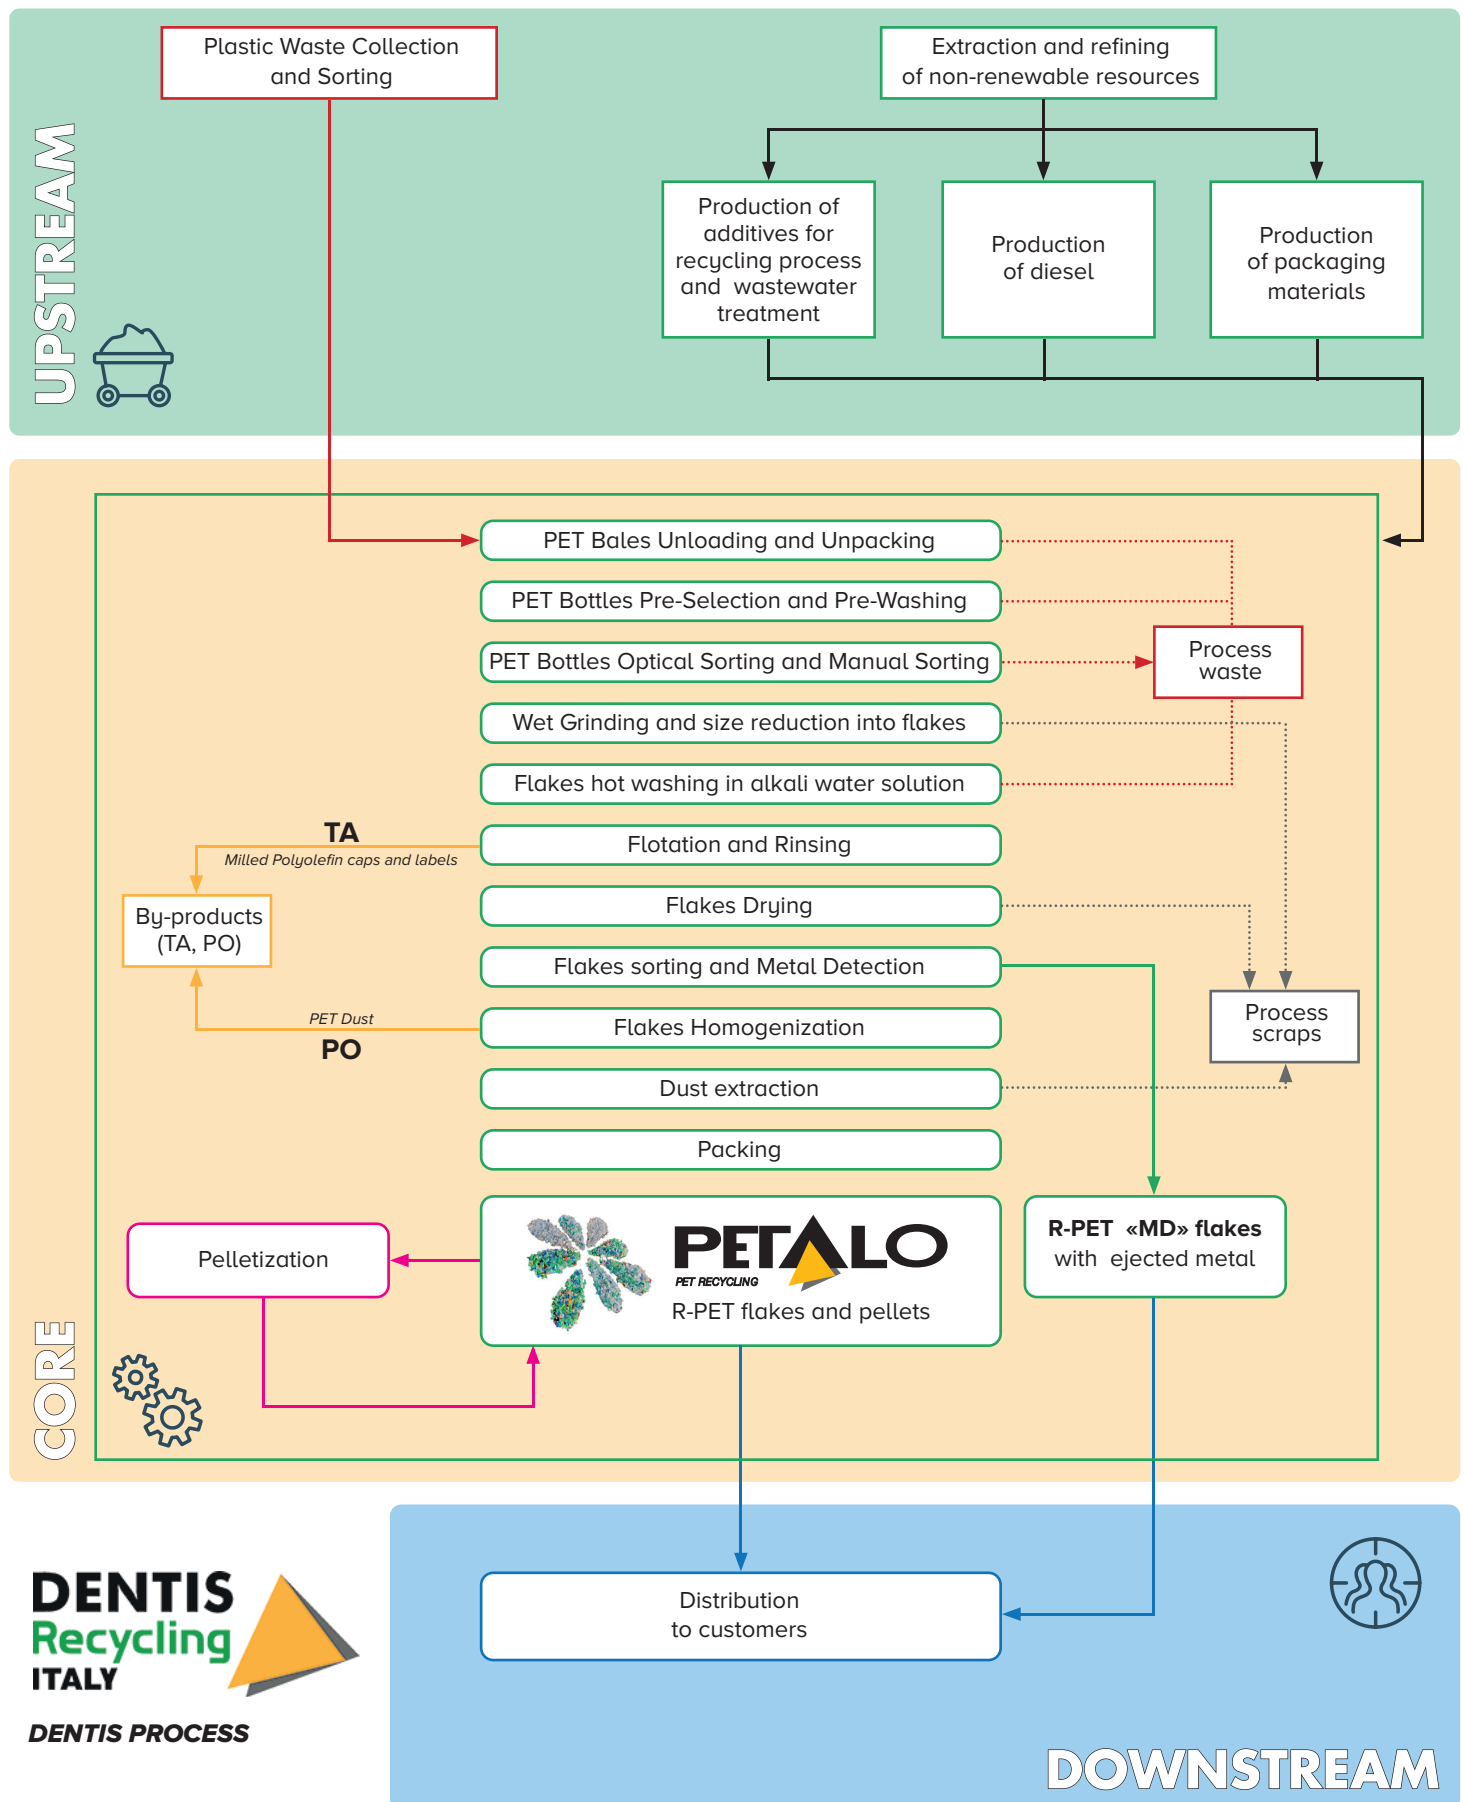 UPSTREAM
Plastic Waste Collection
and Sorting
Extraction and refining
of non-renewable resources
Production of
additives for
recycling process
and wastewater
treatment
Production
of diesel
Production
of packaging
materials
CORE
PET Bales Unloading and Unpacking
PET Bottles Pre-Selection and Pre-Washing
PET Bottles Optical Sorting and Manual Sorting
Process
waste
Wet Grinding and size reduction into flakes
Flakes hot washing in alkali water solution
TA
Milled Polyolefin caps and labels
Flotation and Rinsing
By-products
(TA, PO)
Flakes Drying
Flakes sorting and Metal Detection
PET Dust
PO
Flakes Homogenization
Process
scraps
Dust extraction
Packing
Pelletization
PETALO
PET RECYCLING
R-PET flakes and pellets
R-PET «MD» flakes
with ejected metal
Distribution
to customers
DENTIS
Recycling
ITALY
DENTIS PROCESS
DOWNSTREAM